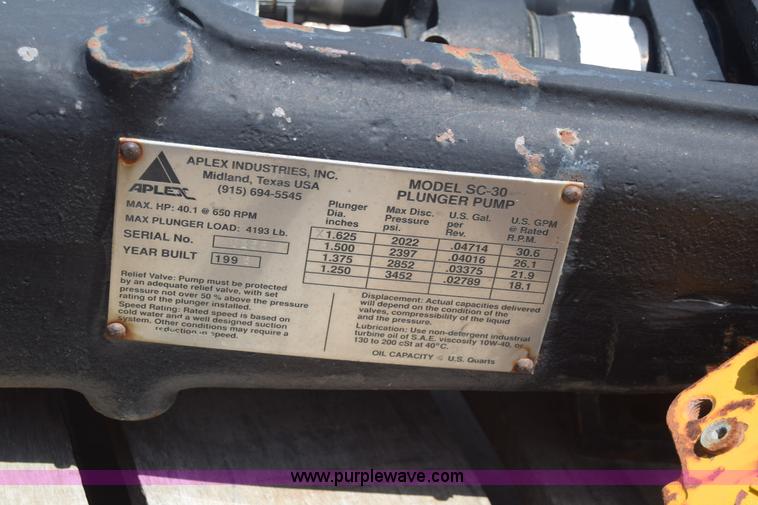 APLEX
APLEX INDUSTRIES, INC.
Midland, Texas USA
(915) 694-5545
MAX. HP: 40.1 @ 650 RPM
MAX PLUNGER LOAD: 4193 Lb.
SERIAL No.
YEAR BUILT 199
Relief Valve: Pump must be protected
by an adequate relief valve, with set
pressure not over 50 % above the pressure
rating of the plunger installed.
Speed Rating: Rated speed is based on
cold water and a well designed suction
system. Other conditions may require a
reduction in speed.
MODEL SC-30
PLUNGER PUMP
Plunger Dia. inches Max Disc. Pressure psi. U.S. Gal. per Rev. U.S. GPM @ Rated R.P.M.
1.625 2022 .04714 30.6
1.500 2397 .04016 26.1
1.375 2852 .03375 21.9
1.250 3452 .02789 18.1
Displacement: Actual capacities delivered
will depend on the condition of the
valves, compressibility of the liquid
and the pressure.
Lubrication: Use non-detergent industrial
turbine oil of S.A.E. viscosity 10W-40, or
130 to 200 cSt at 40°C.
OIL CAPACITY U.S. Quarts
www.purplewave.com